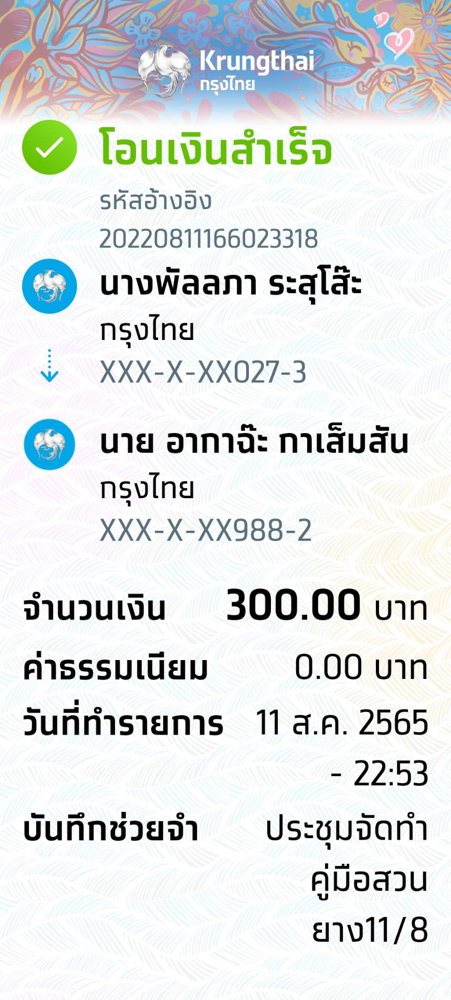 Krungthai
กรุงไทย
โอนเงินสำเร็จ
รหัสอ้างอิง
20220811166023318
นางพัลลภา ระสุโส๊ะ
กรุงไทย
XXX-X-XX027-3
นาย อากาฉ๊ะ กาเส็มสัน
กรุงไทย
XXX-X-XX988-2
จำนวนเงิน 300.00 บาท
ค่าธรรมเนียม 0.00 บาท
วันที่ทำรายการ 11 ส.ค. 2565
- 22:53
บันทึกช่วยจำ ประชุมจัดทำ
คู่มือสวน
ยาง11/8